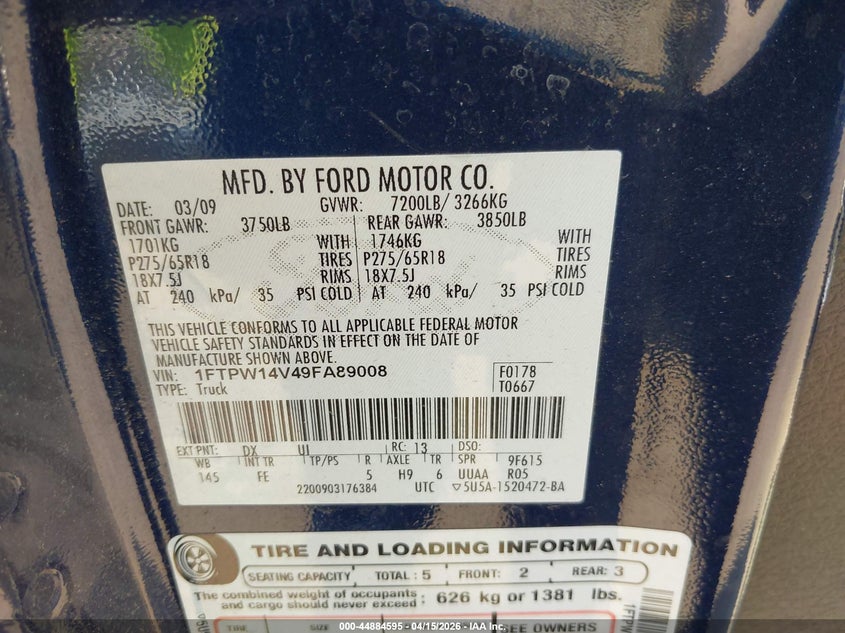 MFD. BY FORD MOTOR CO.
DATE: 03/09 GVWR: 7200LB/ 3266KG
FRONT GAWR: 3750LB REAR GAWR: 3850LB
1701KG WITH 1746KG WITH
P275/65R18 TIRES P275/65R18 TIRES
18X7.5J RIMS 18X7.5J RIMS
AT 240 kPa/ 35 PSI COLD AT 240 kPa/ 35 PSI COLD
THIS VEHICLE CONFORMS TO ALL APPLICABLE FEDERAL MOTOR
VEHICLE SAFETY STANDARDS IN EFFECT ON THE DATE OF
MANUFACTURE SHOWN ABOVE.
VIN: 1FTPW14V49FA89008 F0178
TYPE: Truck T0667
EXT PNT: DX UI RC: 13 DSO:
WB INT TR TP/PS R AXLE TR SPR 9F615
145 FE 5 H9 6 UUAA R05
2200903176384 UTC 5U5A-1520472-BA
TIRE AND LOADING INFORMATION
SEATING CAPACITY TOTAL: 5 FRONT: 2 REAR: 3
The combined weight of occupants and cargo should never exceed: 626 kg or 1381 lbs.
TIRE SIZE SEE OWNERS
000-44884595 - 04/15/2026 - IAA Inc.